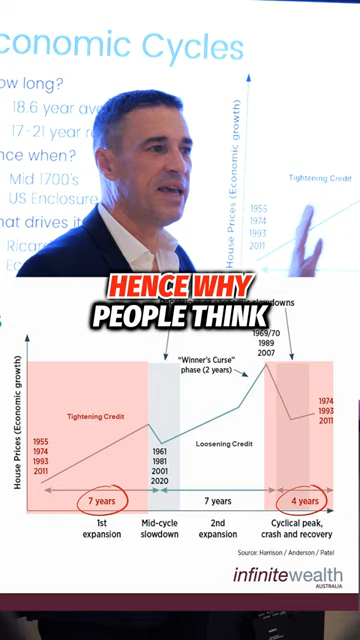 conomic Cycles
ow long?
18.6 year av
17-21 year r
nce when?
Mid 1700's
US Enclosure
hat drives it
Ricar
Ec
House Prices (Economic growth)
Tightening Credit
1955
1974
1993
2011
HENCE WHY
PEOPLE THINK
slowdowns
1969/70
1989
2007
"Winner's Curse"
phase (2 years)
House Prices (Economic growth)
Tightening Credit
Loosening Credit
1955
1974
1993
2011
1961
1981
2001
2020
1974
1993
2011
7 years
7 years
4 years
1st
expansion
Mid-cycle
slowdown
2nd
expansion
Cyclical peak,
crash and recovery
Source: Harrison / Anderson / Patel
infinitewealth
AUSTRALIA